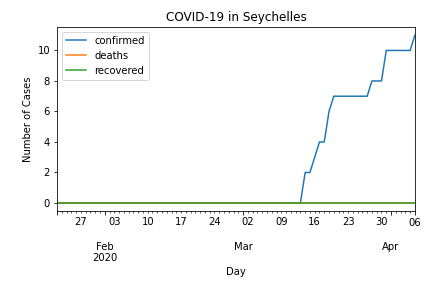 COVID-19 in Seychelles
confirmed
deaths
recovered
10
8
6
4
2
0
Number of Cases
27 03 10 17 24 02 09 16 23 30 06
Feb Mar Apr
2020
Day